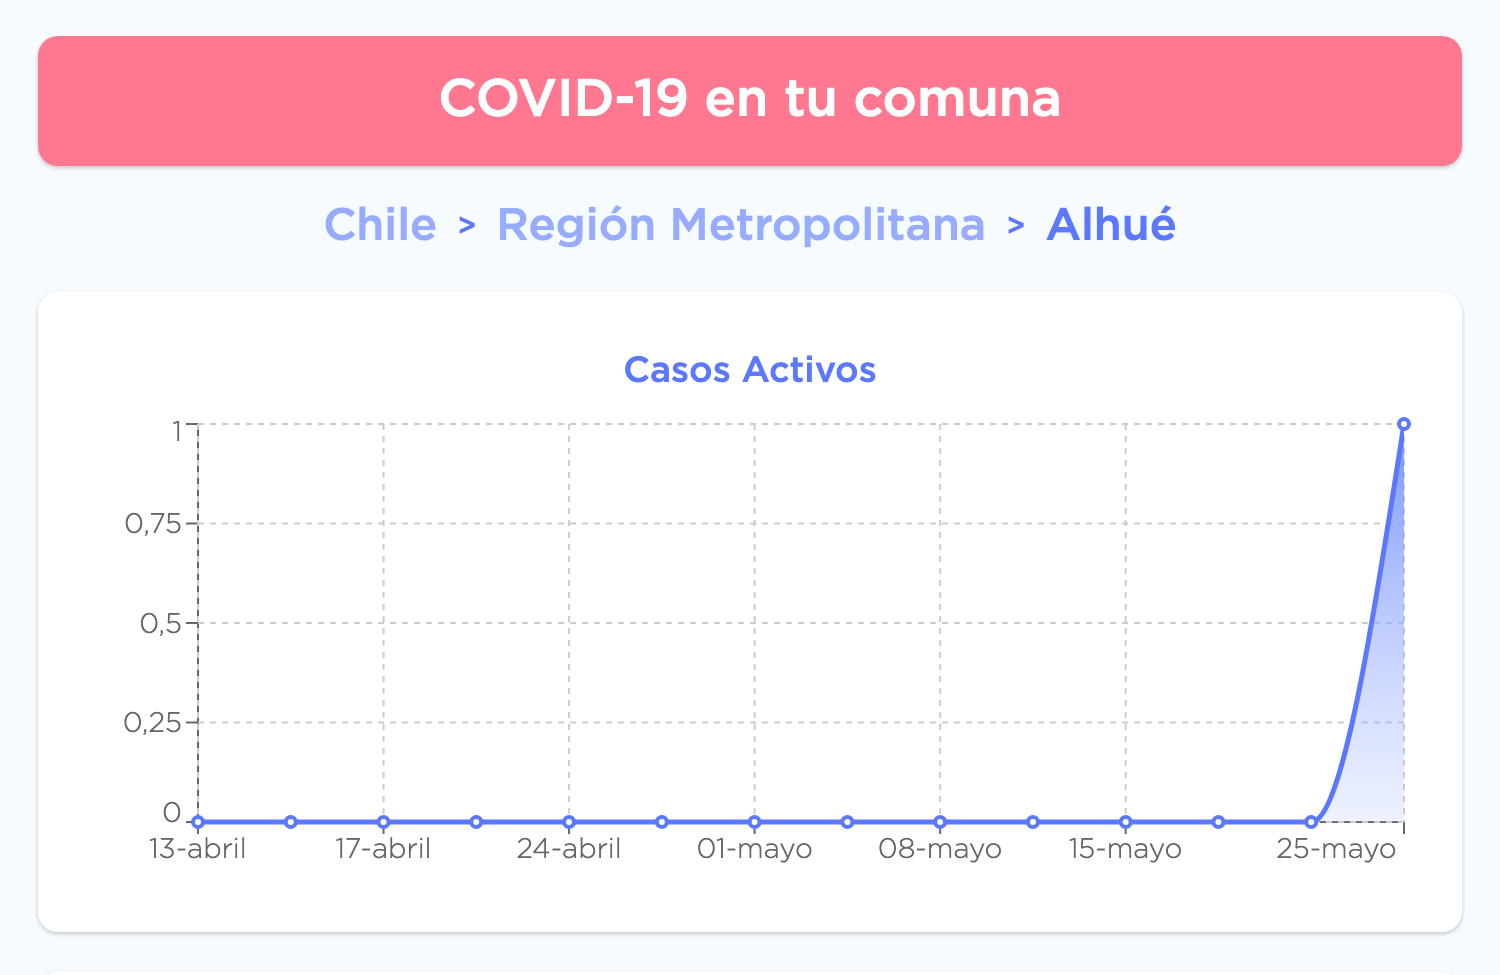 COVID-19 en tu comuna
Chile > Región Metropolitana > Alhué
Casos Activos
1
0,75
0,5
0,25
0
13-abril 17-abril 24-abril 01-mayo 08-mayo 15-mayo 25-mayo